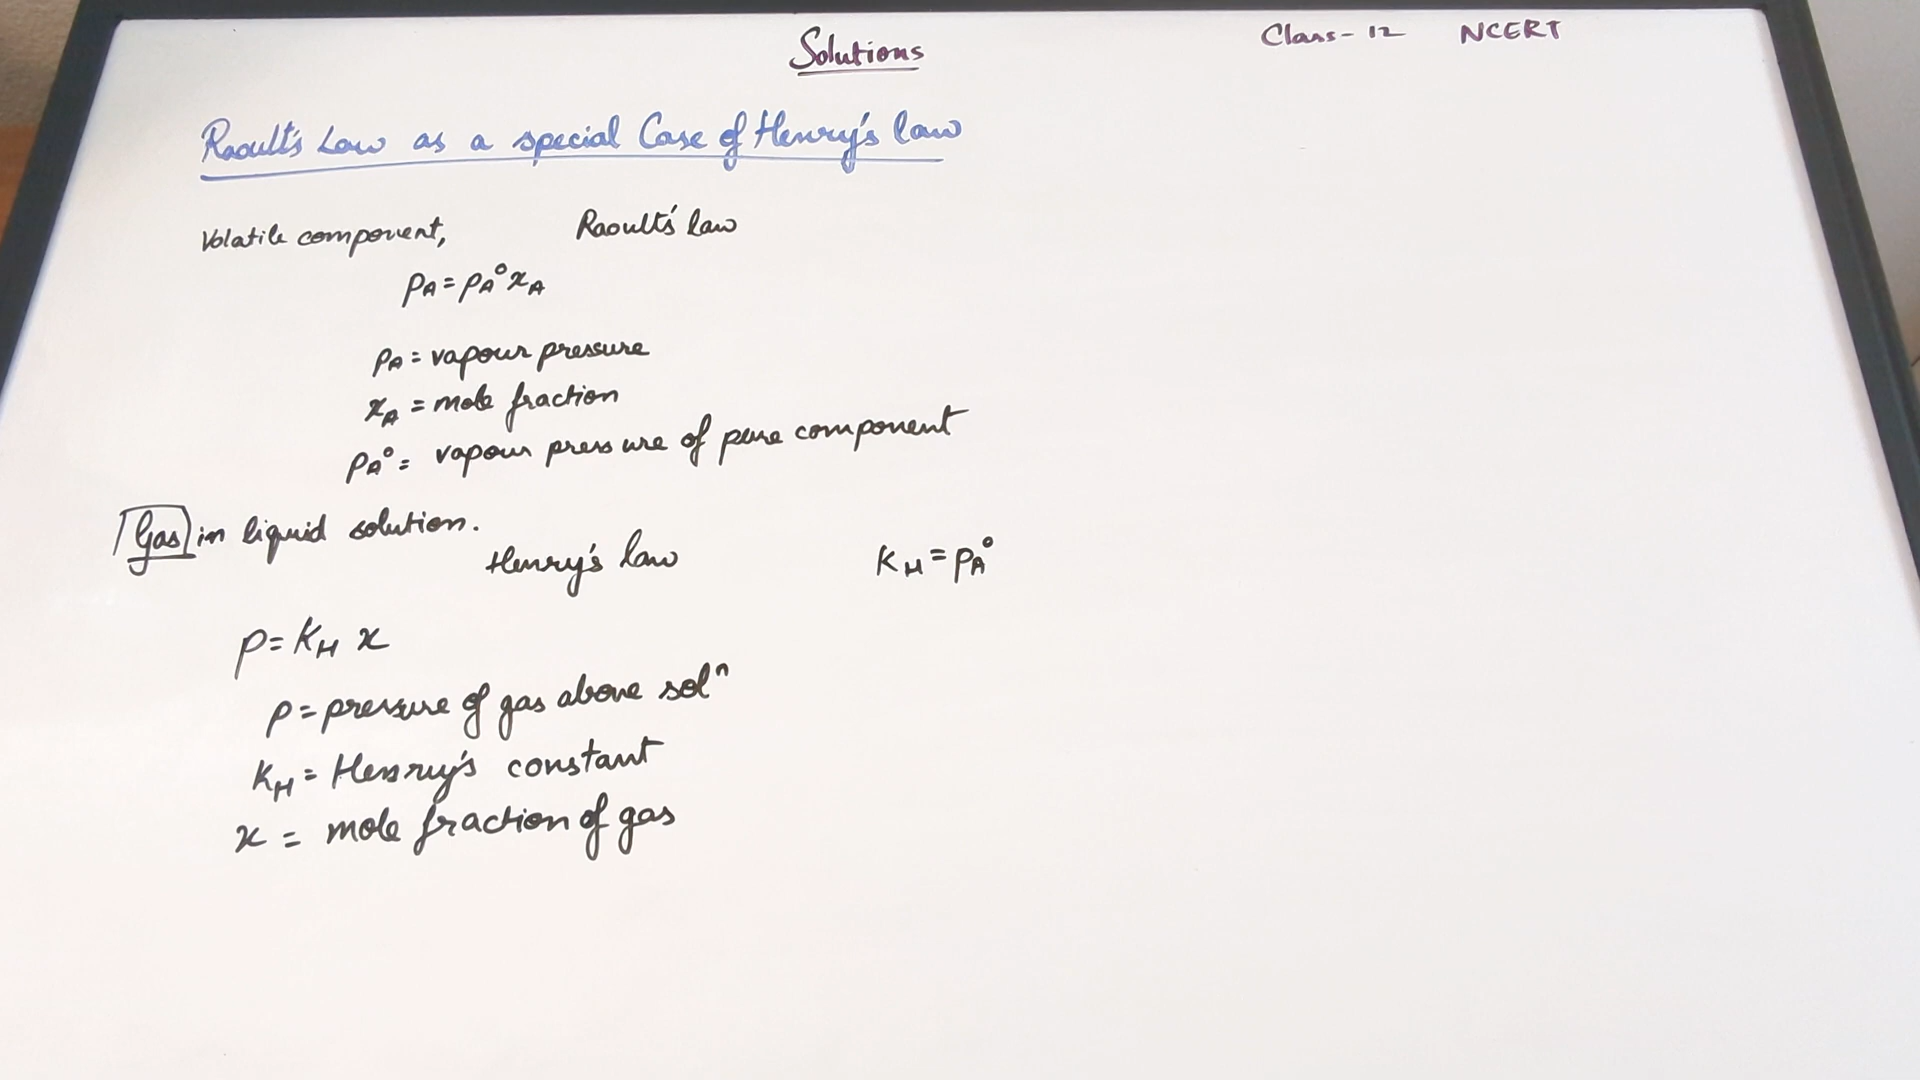 Solutions
Class-12 NCERT
Raoult's Law as a special Case of Henry's law
Volatile component, Raoult's law
pA = pA° xA
pA = vapour pressure
xA = mole fraction
pA° = vapour pressure of pure component
Gas in liquid solution.
Henry's law KH = pA°
p = KH x
p = pressure of gas above solⁿ
KH = Henry's constant
x = mole fraction of gas